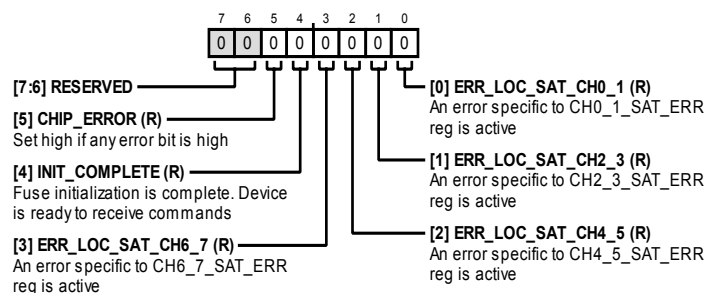 7 6 5 4 3 2 1 0
0 0 0 0 0 0 0 0
[7:6] RESERVED
[5] CHIP_ERROR (R)
Set high if any error bit is high
[4] INIT_COMPLETE (R)
Fuse initialization is complete. Device
is ready to receive commands
[3] ERR_LOC_SAT_CH6_7 (R)
An error specific to CH6_7_SAT_ERR
reg is active
[0] ERR_LOC_SAT_CH0_1 (R)
An error specific to CH0_1_SAT_ERR
reg is active
[1] ERR_LOC_SAT_CH2_3 (R)
An error specific to CH2_3_SAT_ERR
reg is active
[2] ERR_LOC_SAT_CH4_5 (R)
An error specific to CH4_5_SAT_ERR
reg is active